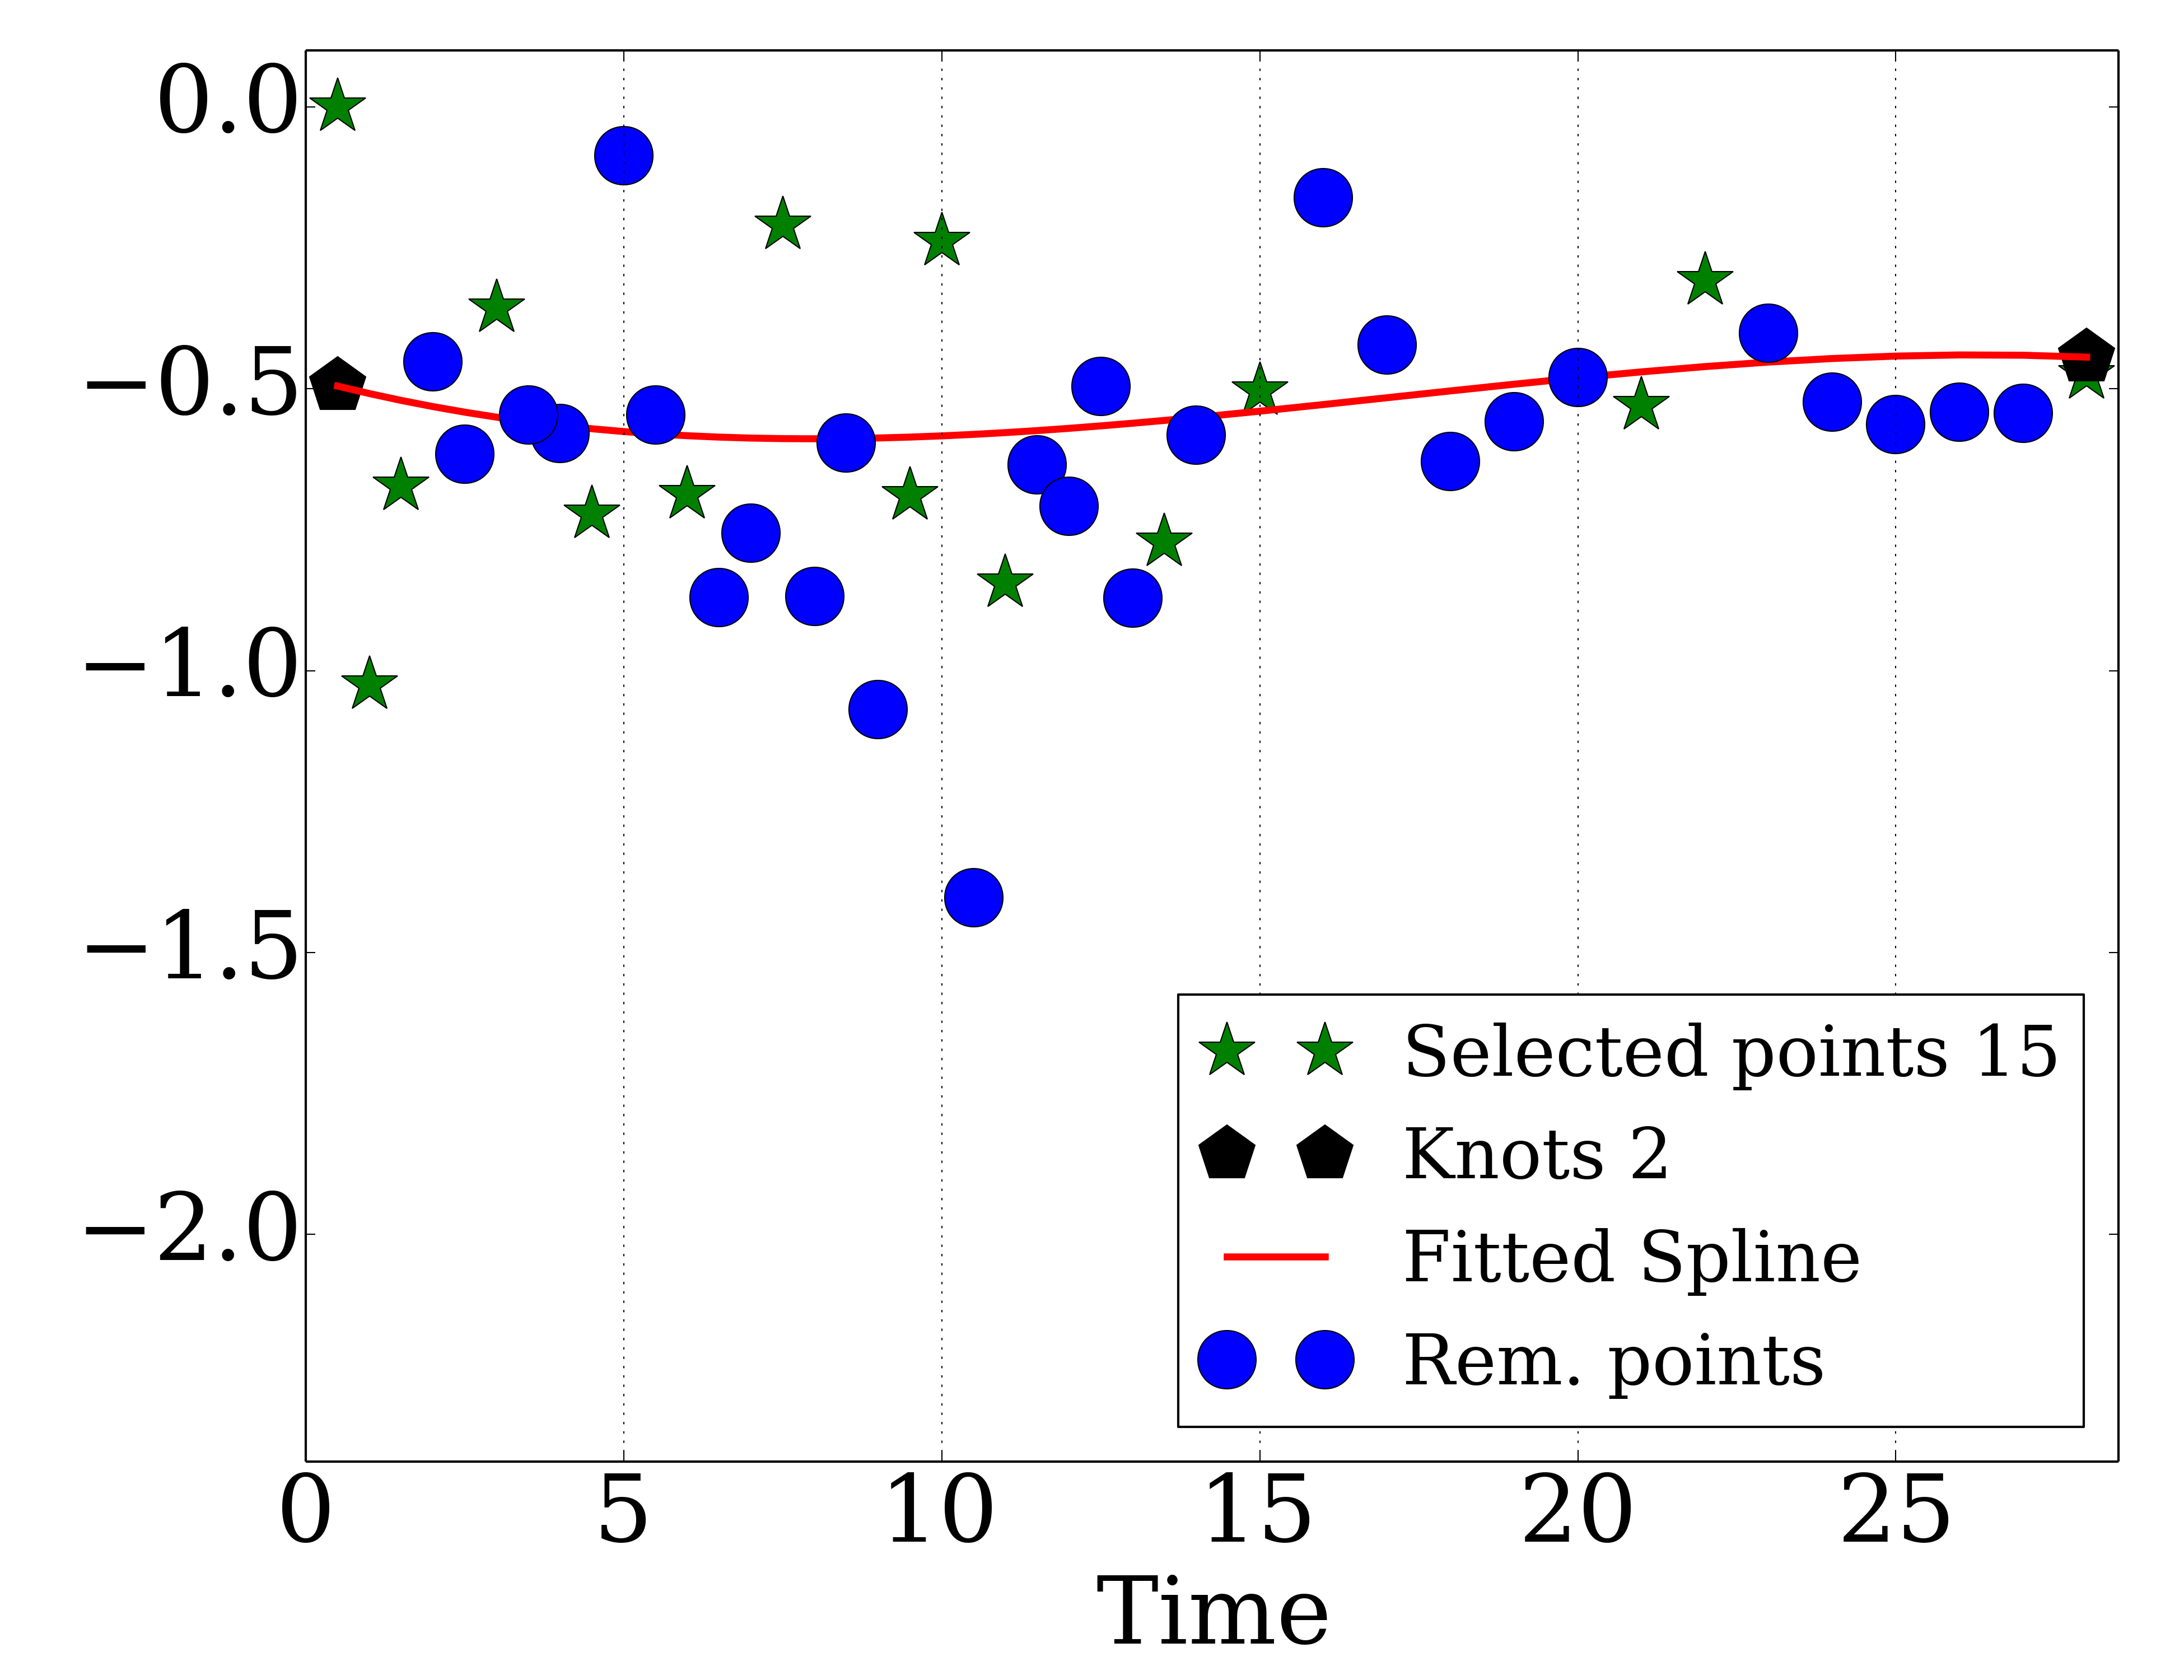 0.0
−0.5
−1.0
−1.5
−2.0
Selected points 15
Knots 2
Fitted Spline
Rem. points
0 5 10 15 20 25
Time